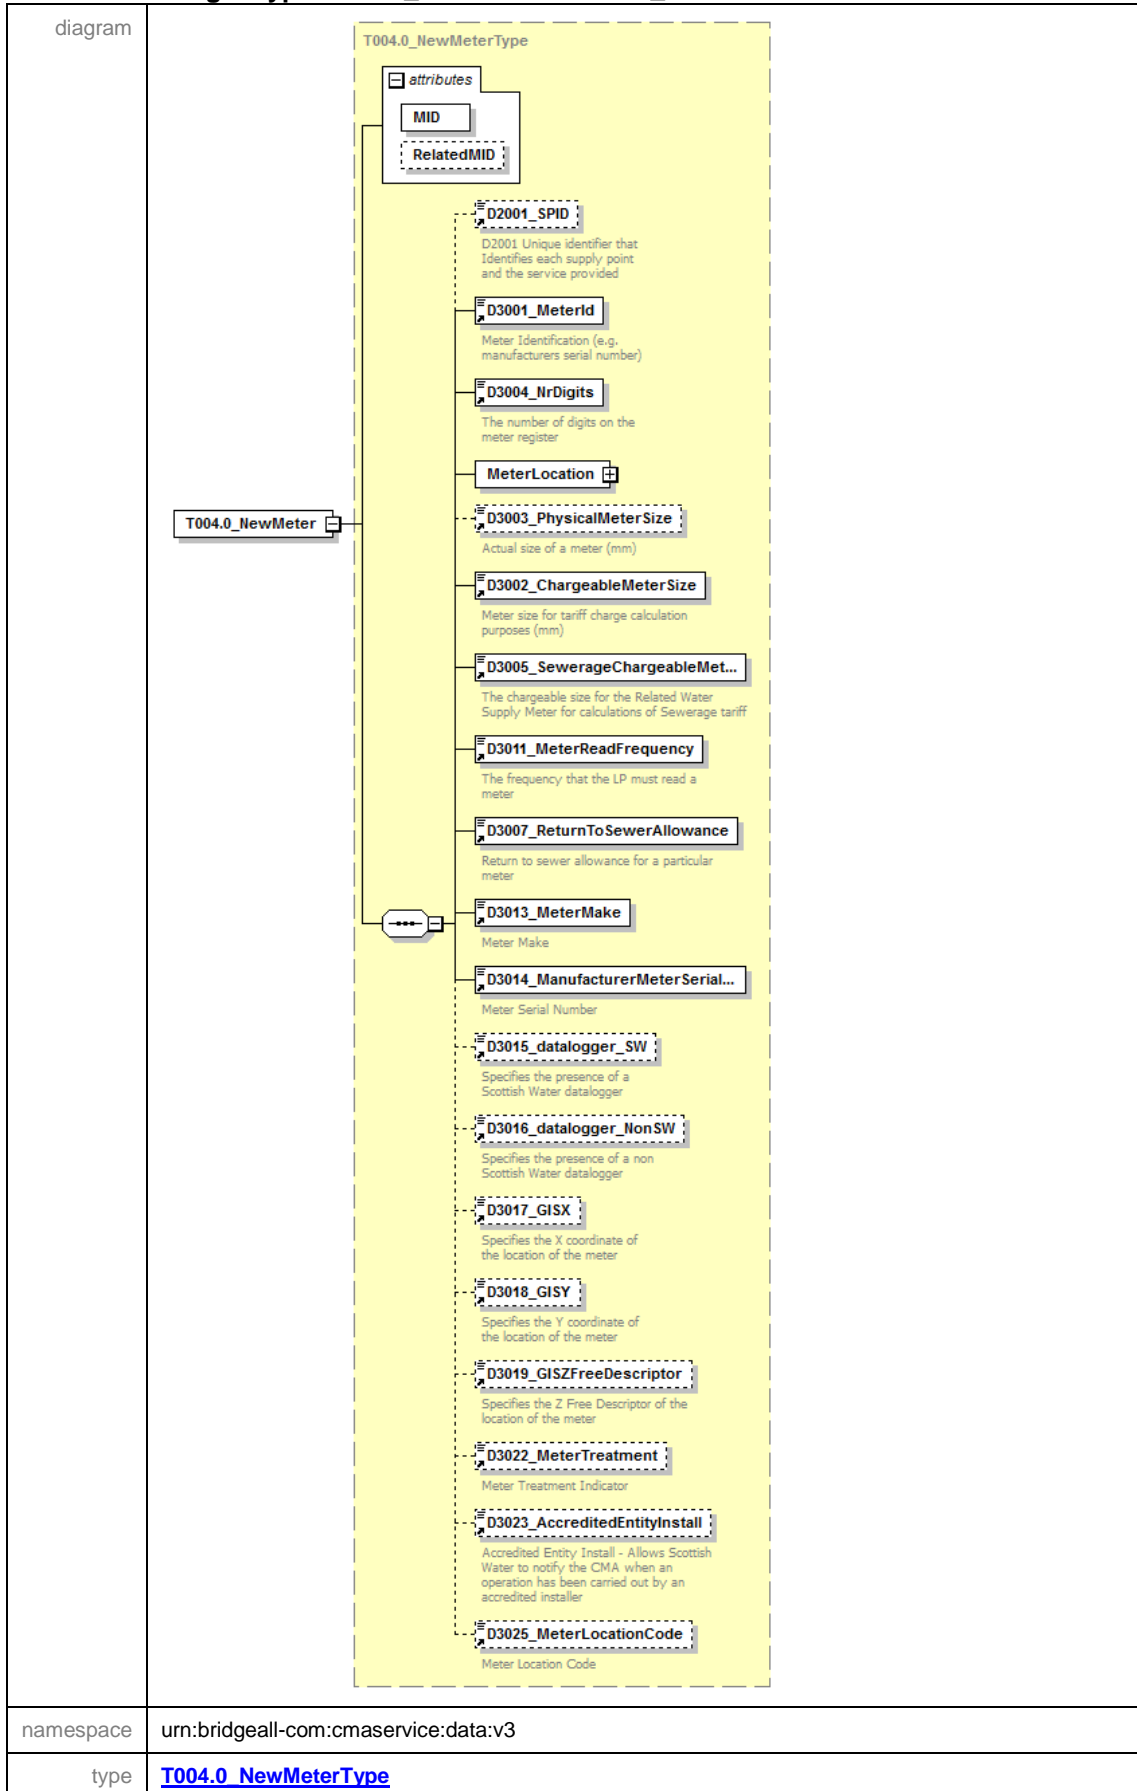 diagram
T004.0_NewMeterType
attributes
MID
RelatedMID
D2001_SPID
D2001 Unique identifier that
Identifies each supply point
and the service provided
D3001_MeterId
Meter Identification (e.g.
manufacturers serial number)
D3004_NrDigits
The number of digits on the
meter register
MeterLocation
T004.0_NewMeter
D3003_PhysicalMeterSize
Actual size of a meter (mm)
D3002_ChargeableMeterSize
Meter size for tariff charge calculation
purposes (mm)
D3005_SewerageChargeableMet...
The chargeable size for the Related Water
Supply Meter for calculations of Sewerage tariff
D3011_MeterReadFrequency
The frequency that the LP must read a
meter
D3007_ReturnToSewerAllowance
Return to sewer allowance for a particular
meter
D3013_MeterMake
Meter Make
D3014_ManufacturerMeterSerial...
Meter Serial Number
D3015_datalogger_SW
Specifies the presence of a
Scottish Water datalogger
D3016_datalogger_NonSW
Specifies the presence of a non
Scottish Water datalogger
D3017_GISX
Specifies the X coordinate of
the location of the meter
D3018_GISY
Specifies the Y coordinate of
the location of the meter
D3019_GISZFreeDescriptor
Specifies the Z Free Descriptor of the
location of the meter
D3022_MeterTreatment
Meter Treatment Indicator
D3023_AccreditedEntityInstall
Accredited Entity Install - Allows Scottish
Water to notify the CMA when an
operation has been carried out by an
accredited installer
D3025_MeterLocationCode
Meter Location Code
namespace
urn:bridgeall-com:cmaservice:data:v3
type
T004.0_NewMeterType